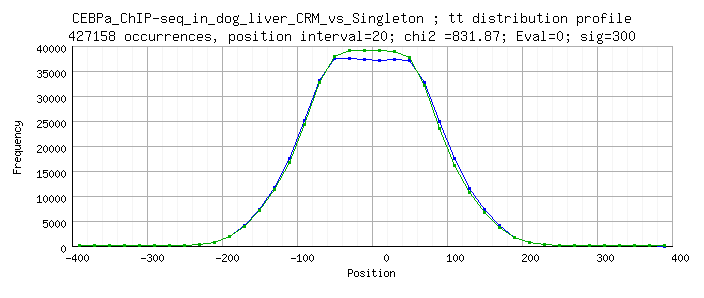 CEBPa_ChIP-seq_in_dog_liver_CRM_vs_Singleton ; tt distribution profile
427158 occurrences, position interval=20; chi2 =831.87; Eval=0; sig=300
40000
35000
30000
25000
20000
15000
10000
5000
0
Frequency
-400 -300 -200 -100 0 100 200 300 400
Position